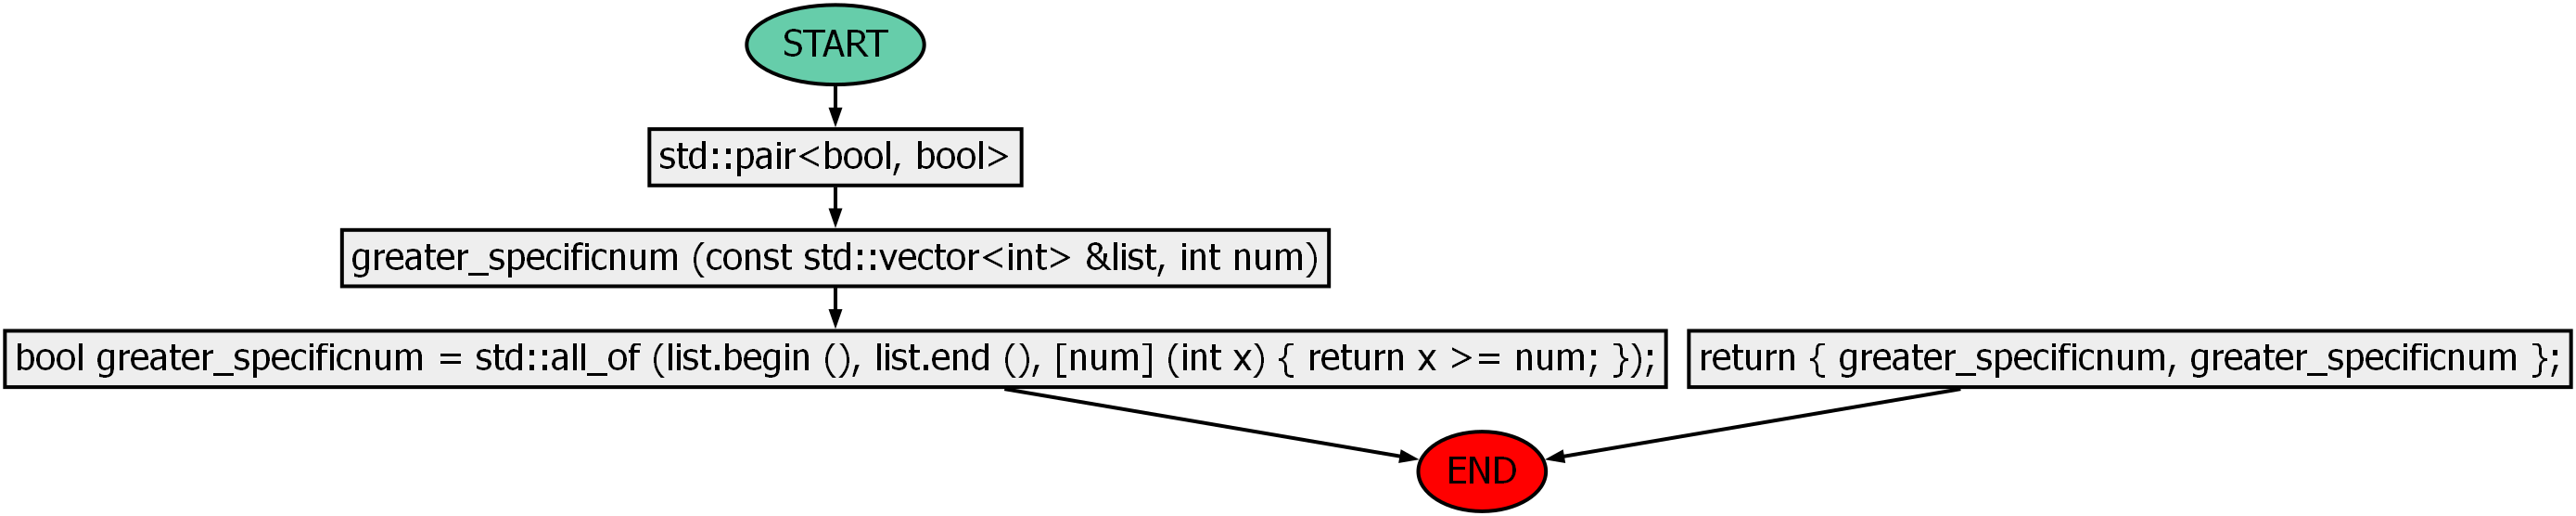 START
std::pair<bool, bool>
greater_specificnum (const std::vector<int> &list, int num)
bool greater_specificnum = std::all_of (list.begin (), list.end (), [num] (int x) { return x >= num; });
return { greater_specificnum, greater_specificnum };
END